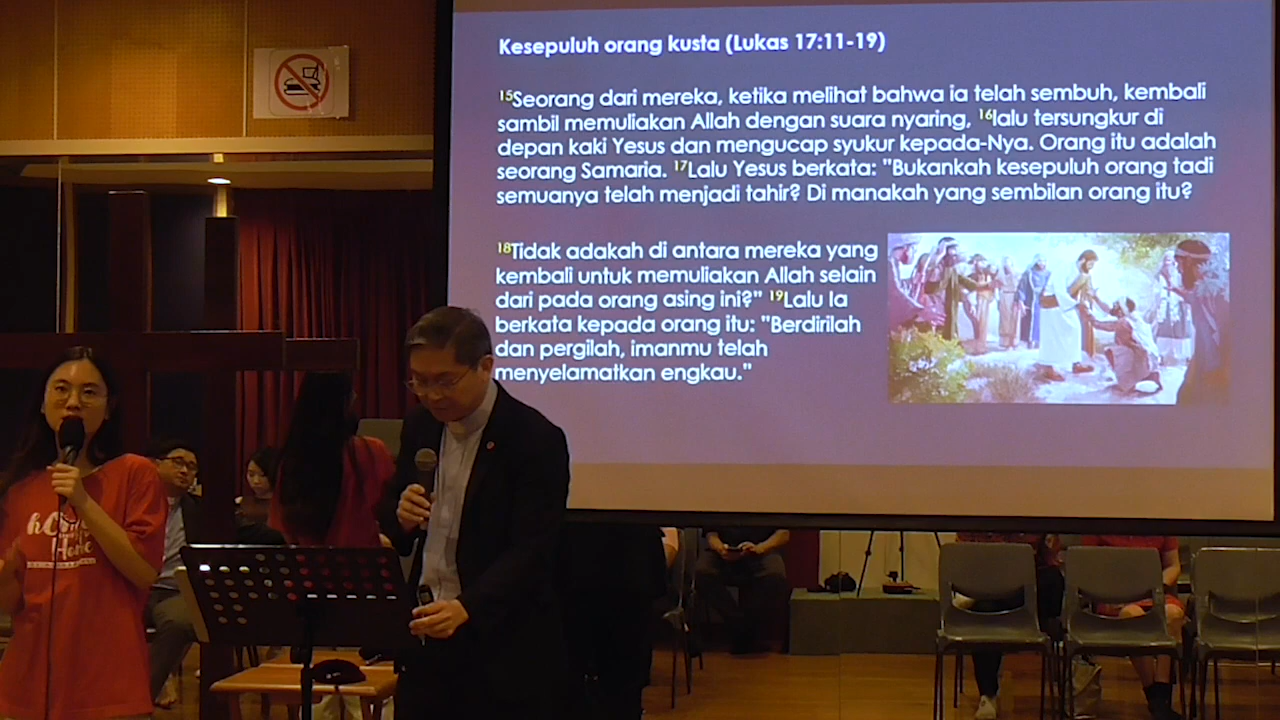 Kesepuluh orang kusta (Lukas 17:11-19)
15Seorang dari mereka, ketika melihat bahwa ia telah sembuh, kembali
sambil memuliakan Allah dengan suara nyaring, 16lalu tersungkur di
depan kaki Yesus dan mengucap syukur kepada-Nya. Orang itu adalah
seorang Samaria. 17Lalu Yesus berkata: "Bukankah kesepuluh orang tadi
semuanya telah menjadi tahir? Di manakah yang sembilan orang itu?
18Tidak adakah di antara mereka yang
kembali untuk memuliakan Allah selain
dari pada orang asing ini?" 19Lalu Ia
berkata kepada orang itu: "Berdirilah
dan pergilah, imanmu telah
menyelamatkan engkau."
Home